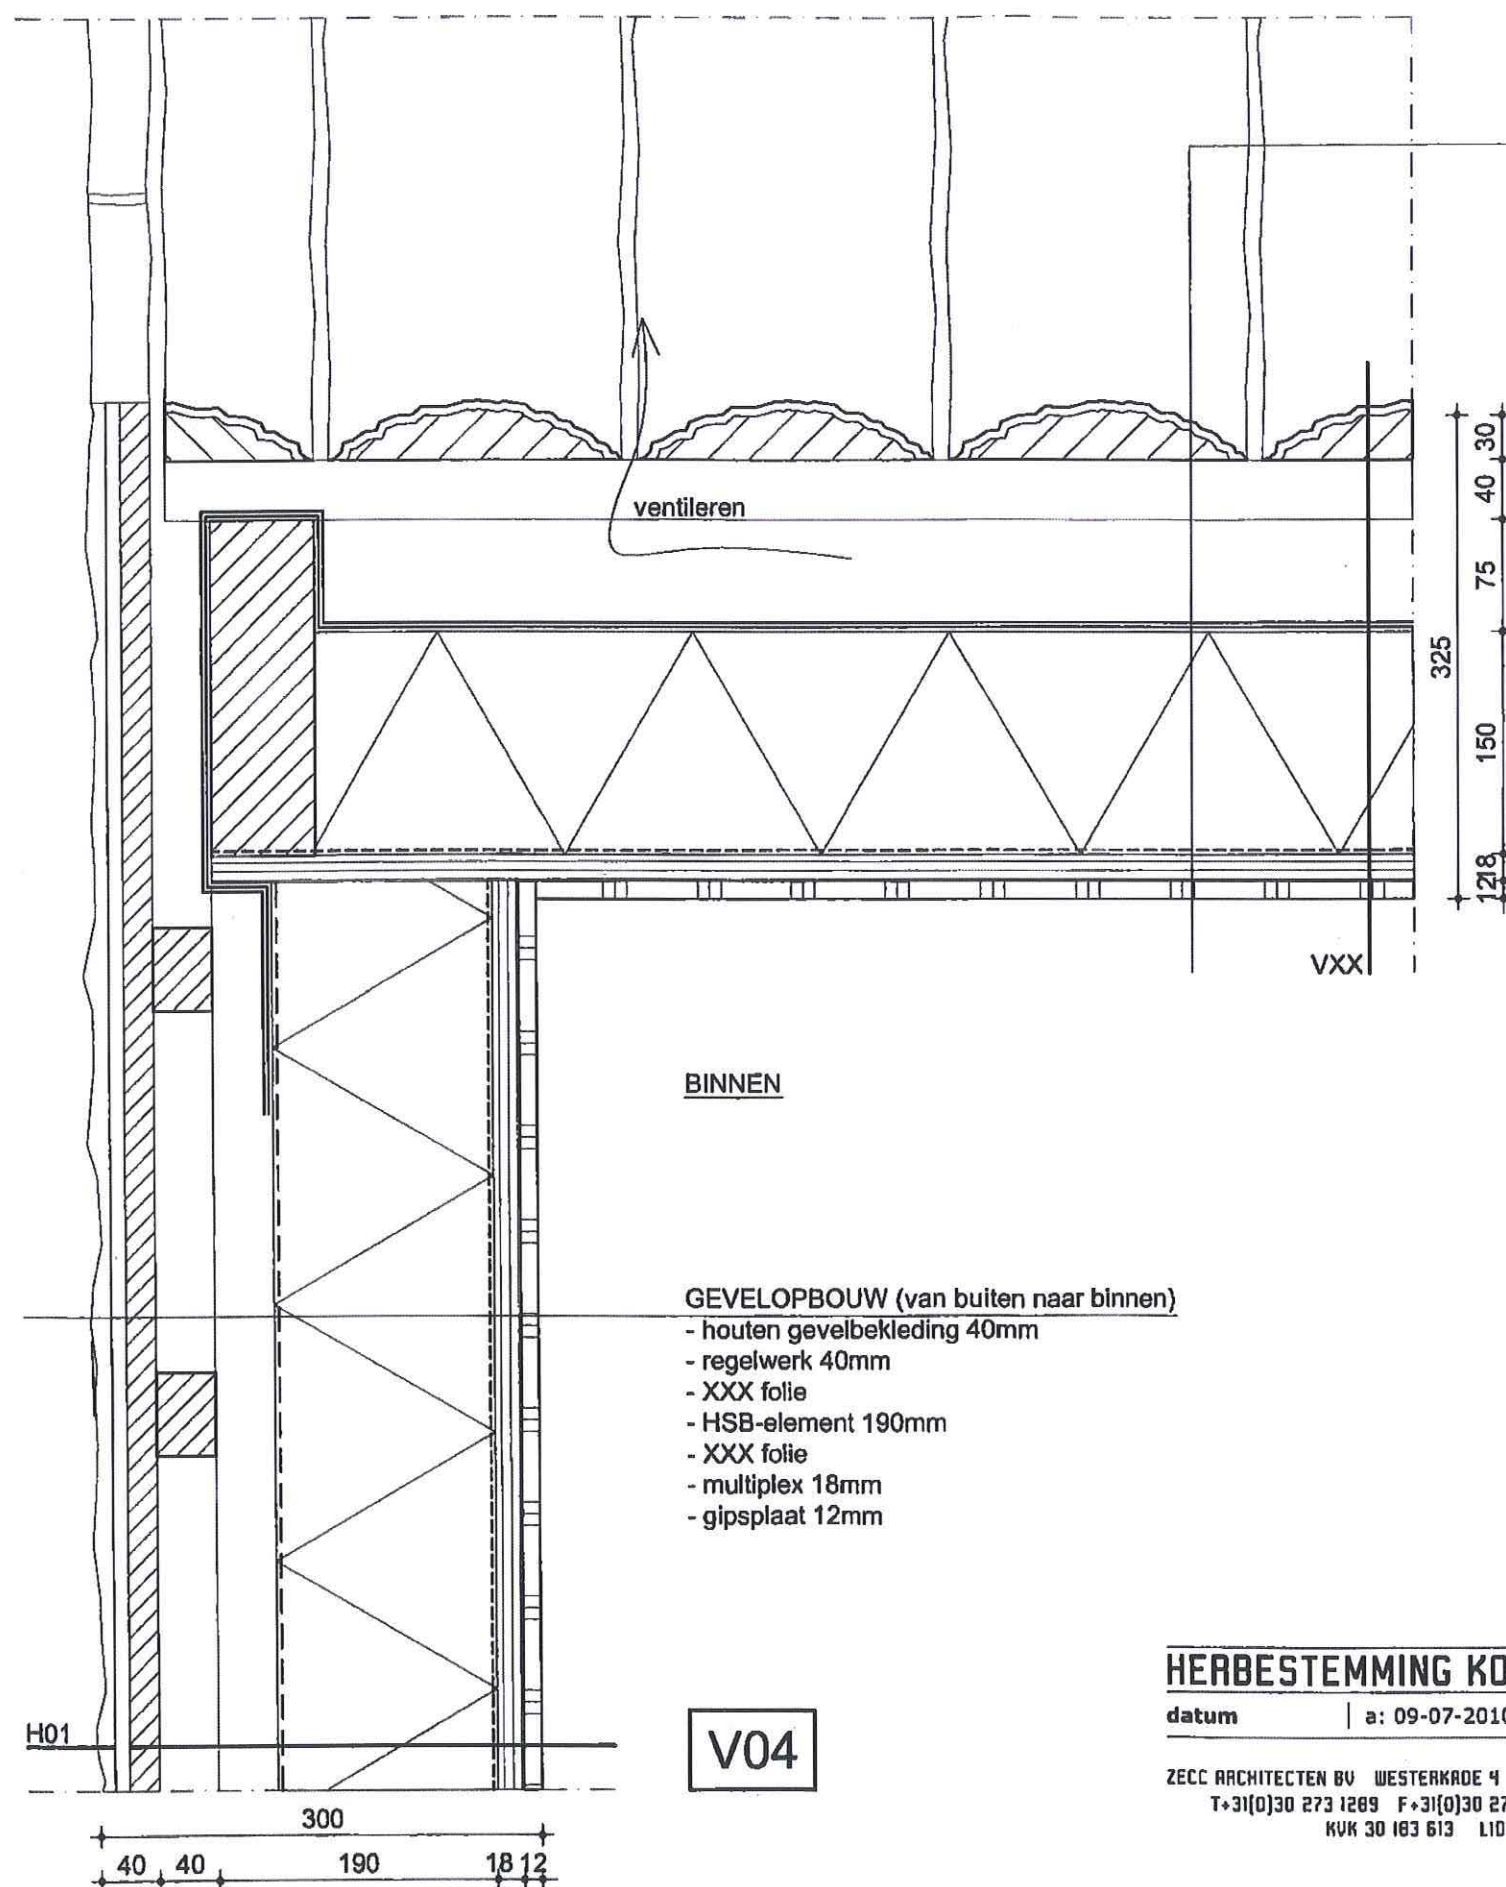 ventileren
30
40
75
325
150
18
12
VXX
BINNEN
GEVELOPBOUW (van buiten naar binnen)
- houten gevelbekleding 40mm
- regelwerk 40mm
- XXX folie
- HSB-element 190mm
- XXX folie
- multiplex 18mm
- gipsplaat 12mm
H01
V04
HERBESTEMMING KO
datum | a: 09-07-2010
ZECC ARCHITECTEN BV WESTERKADE 4
T+31(0)30 273 1289 F+31(0)30 27
KVK 30 183 613 LID
300
40 40 190 18 12